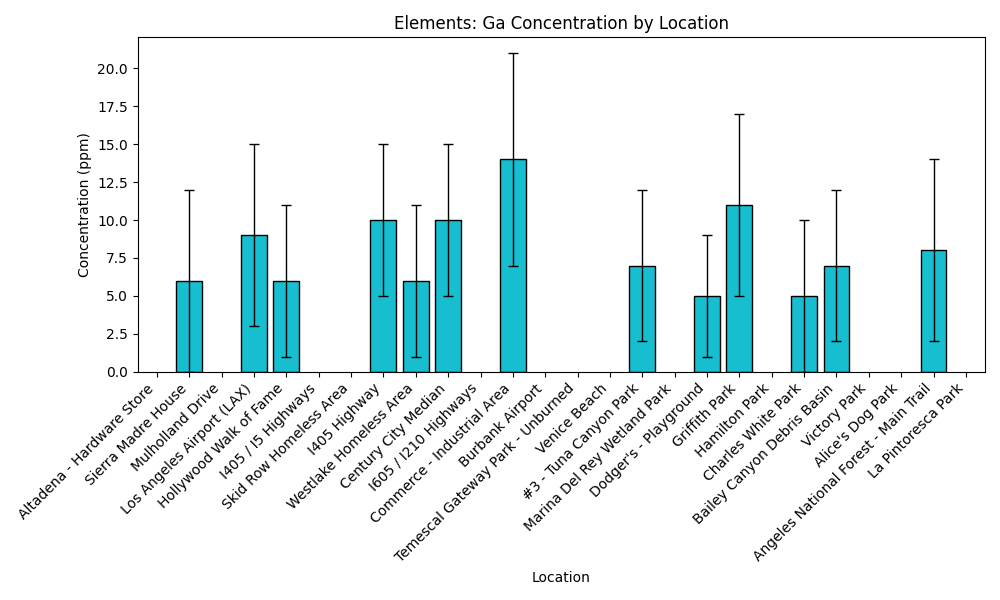 Elements: Ga Concentration by Location
Concentration (ppm)
20.0
17.5
15.0
12.5
10.0
7.5
5.0
2.5
0.0
Altadena - Hardware Store
Sierra Madre House
Mulholland Drive
Los Angeles Airport (LAX)
Hollywood Walk of Fame
I405 / I5 Highways
Skid Row Homeless Area
I405 Highway
Westlake Homeless Area
Century City Median
I605 / I210 Highways
Commerce - Industrial Area
Burbank Airport
Temescal Gateway Park - Unburned
Venice Beach
#3 - Tuna Canyon Park
Marina Del Rey Wetland Park
Dodger's - Playground
Griffith Park
Hamilton Park
Charles White Park
Bailey Canyon Debris Basin
Victory Park
Alice's Dog Park
Angeles National Forest - Main Trail
La Pintoresca Park
Location